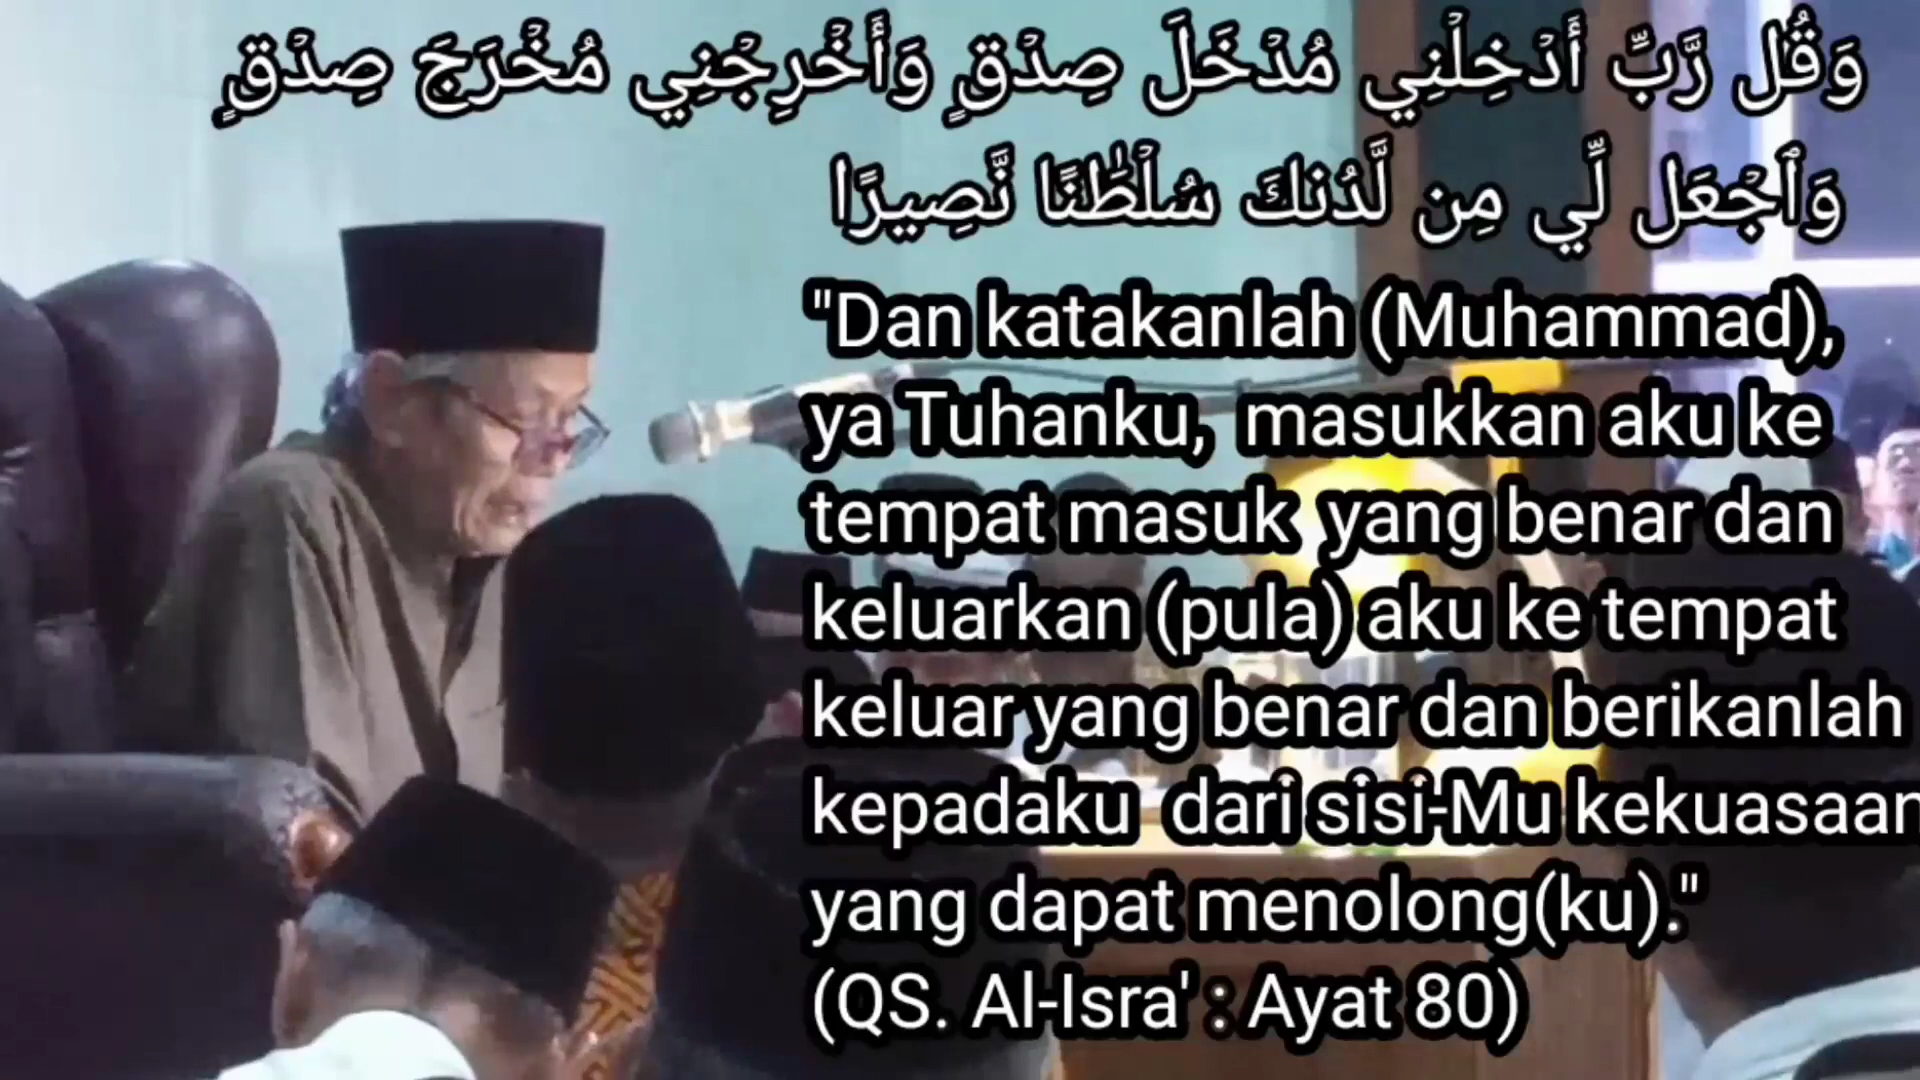 وَقُل رَّبِّ أَدْخِلْنِي مُدْخَلَ صِدْقٍ وَأَخْرِجْنِي مُخْرَجَ صِدْقٍ
وَٱجْعَل لِّي مِن لَّدُنكَ سُلْطَٰنًا نَّصِيرًا
"Dan katakanlah (Muhammad),
ya Tuhanku, masukkan aku ke
tempat masuk yang benar dan
keluarkan (pula) aku ke tempat
keluar yang benar dan berikanlah
kepadaku dari sisi-Mu kekuasaan
yang dapat menolong(ku)."
(QS. Al-Isra' : Ayat 80)